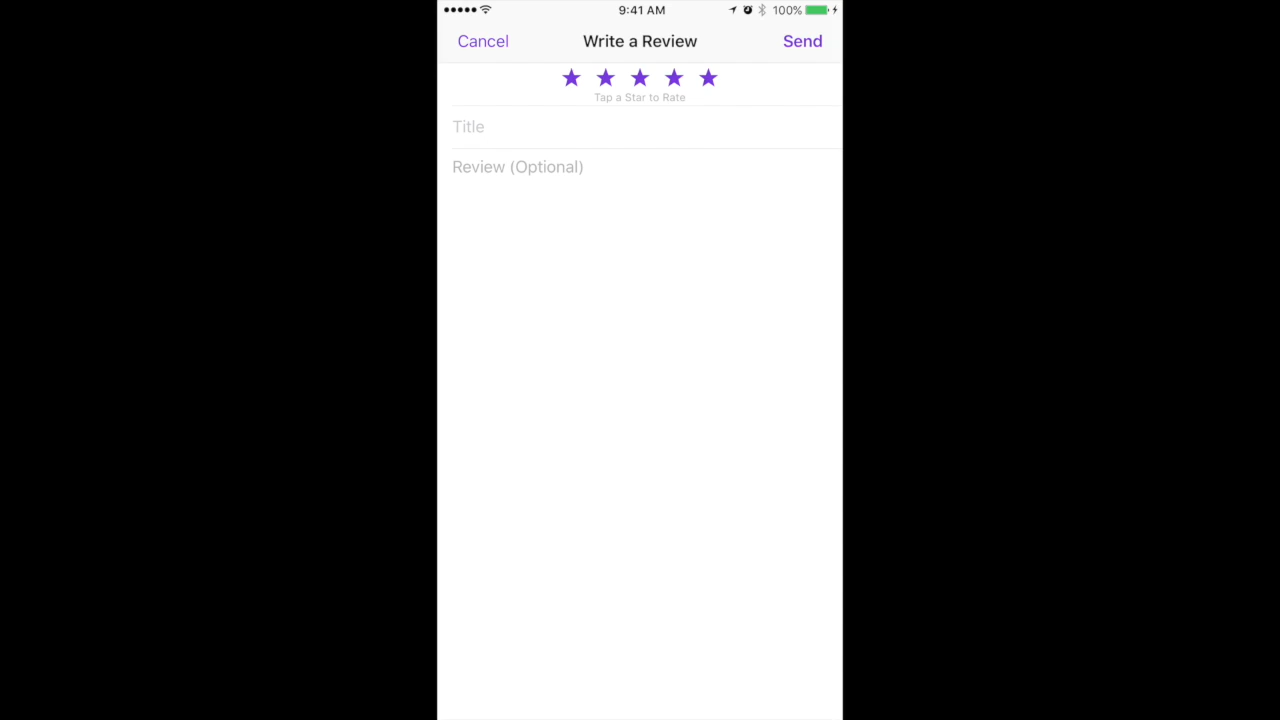 9:41 AM 100%
Cancel Write a Review Send
Tap a Star to Rate
Title
Review (Optional)